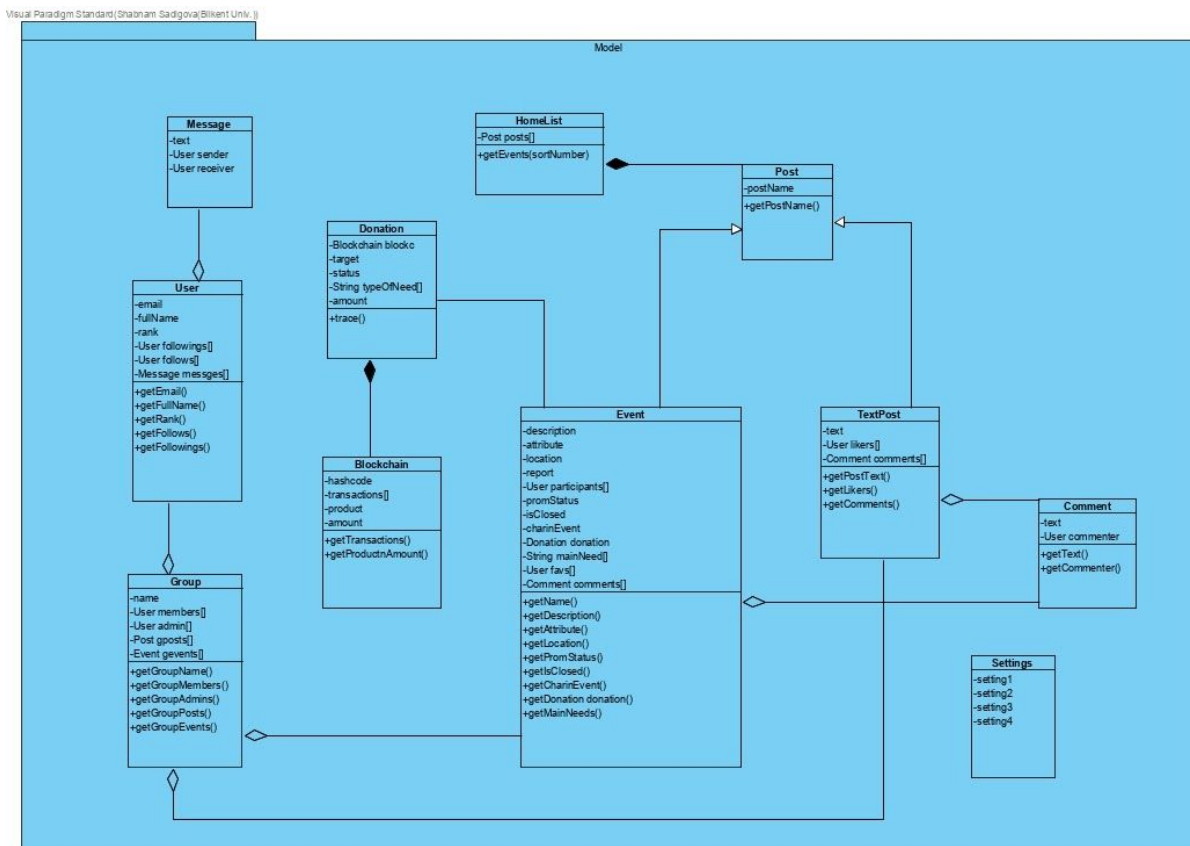 Visual Paradigm Standard(Shabnam Sadigova(Bilkent Univ.))
Model
Message
-text
-User sender
-User receiver
HomeList
-Post posts[]
+getEvents(sortNumber)
Post
-postName
+getPostName()
Donation
-Blockchain blockc
-target
-status
-String typeOfNeed[]
-amount
+trace()
User
-email
-fullName
-rank
-User followings[]
-User follows[]
-Message messges[]
+getEmail()
+getFullName()
+getRank()
+getFollows()
+getFollowings()
Blockchain
-hashcode
-transactions[]
-product
-amount
+getTransactions()
+getProductnAmount()
Event
-description
-attribute
-location
-report
-User participants[]
-promStatus
-isClosed
-charinEvent
-Donation donation
-String mainNeed[]
-User favs[]
-Comment comments[]
+getName()
+getDescription()
+getAttribute()
+getLocation()
+getPromStatus()
+getIsClosed()
+getCharinEvent()
+getDonation donation()
+getMainNeeds()
TextPost
-text
-User likers[]
-Comment comments[]
+getPostText()
+getLikers()
+getComments()
Comment
-text
-User commenter
+getText()
+getCommenter()
Group
-name
-User members[]
-User admin[]
-Post gposts[]
-Event gevents[]
+getGroupName()
+getGroupMembers()
+getGroupAdmins()
+getGroupPosts()
+getGroupEvents()
Settings
-setting1
-setting2
-setting3
-setting4